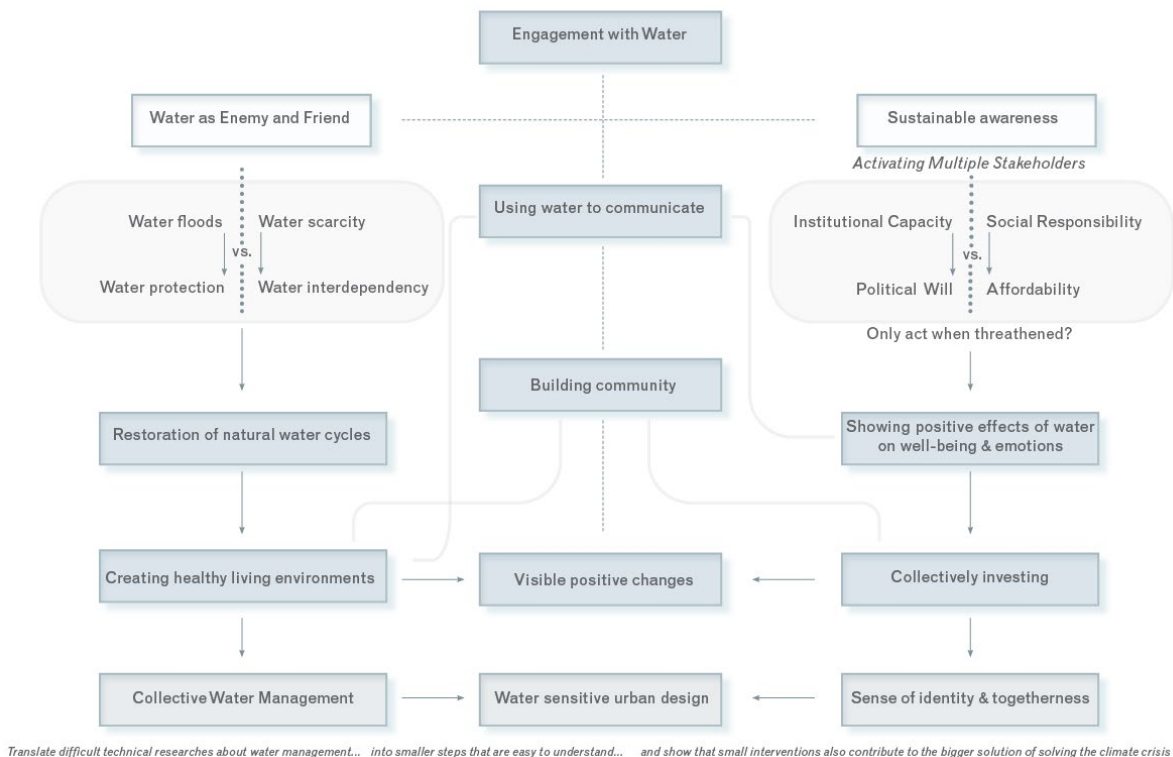 Engagement with Water
Water as Enemy and Friend
Sustainable awareness
Activating Multiple Stakeholders
Using water to communicate
Water floods
Water scarcity
vs.
Water protection
Water interdependency
Institutional Capacity
Social Responsibility
vs.
Political Will
Affordability
Only act when threathened?
Building community
Restoration of natural water cycles
Showing positive effects of water
on well-being & emotions
Creating healthy living environments
Visible positive changes
Collectively investing
Collective Water Management
Water sensitive urban design
Sense of identity & togetherness
Translate difficult technical researches about water management... into smaller steps that are easy to understand... and show that small interventions also contribute to the bigger solution of solving the climate crisis